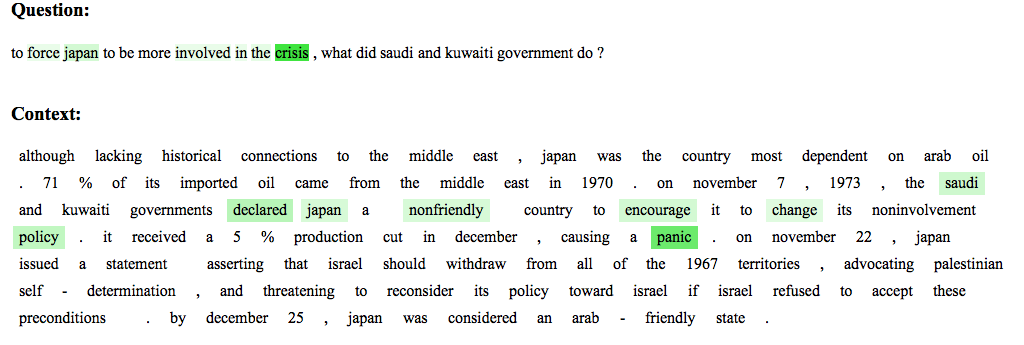 Question:
to force japan to be more involved in the crisis , what did saudi and kuwaiti government do ?
Context:
although lacking historical connections to the middle east , japan was the country most dependent on arab oil
. 71 % of its imported oil came from the middle east in 1970 . on november 7 , 1973 , the saudi
and kuwaiti governments declared japan a nonfriendly country to encourage it to change its noninvolvement
policy . it received a 5 % production cut in december , causing a panic . on november 22 , japan
issued a statement asserting that israel should withdraw from all of the 1967 territories , advocating palestinian
self - determination , and threatening to reconsider its policy toward israel if israel refused to accept these
preconditions . by december 25 , japan was considered an arab - friendly state .